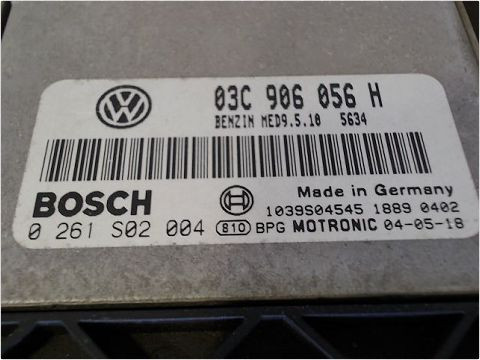 03C 906 056 H
BENZIN MED9.5.10 5634
BOSCH
Made in Germany
1039S04545 1889 0402
0 261 S02 004 810 BPG MOTRONIC 04-05-18